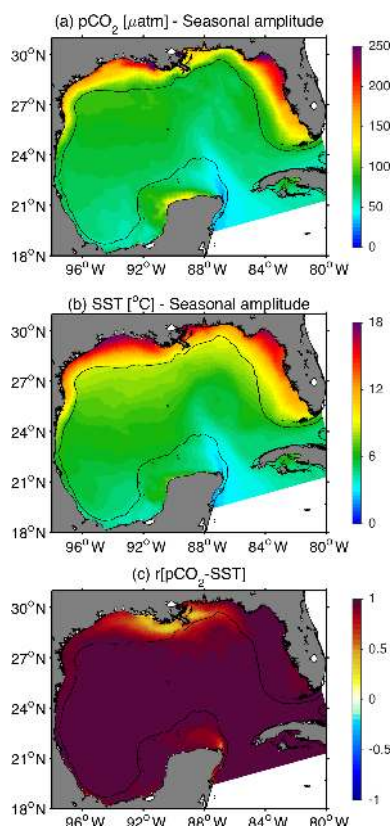 (a) pCO₂ [μatm] - Seasonal amplitude
30°N
27°N
24°N
21°N
18°N
98°W 96°W 92°W 88°W 84°W 80°W
250
200
150
100
50
0
(b) SST [°C] - Seasonal amplitude
30°N
27°N
24°N
21°N
18°N
96°W 92°W 88°W 84°W 80°W
18
12
6
0
(c) r[pCO₂-SST]
30°N
27°N
24°N
21°N
18°N
96°W 92°W 88°W 84°W 80°W
1
0.5
0
-0.5
-1